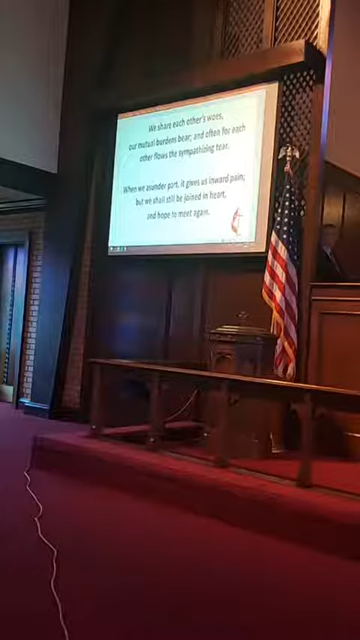 We share each other's woes,
our mutual burdens bear; and often for each
other flows the sympathizing tear.
When we asunder part, it gives us inward pain;
but we shall still be joined in heart,
and hope to meet again.